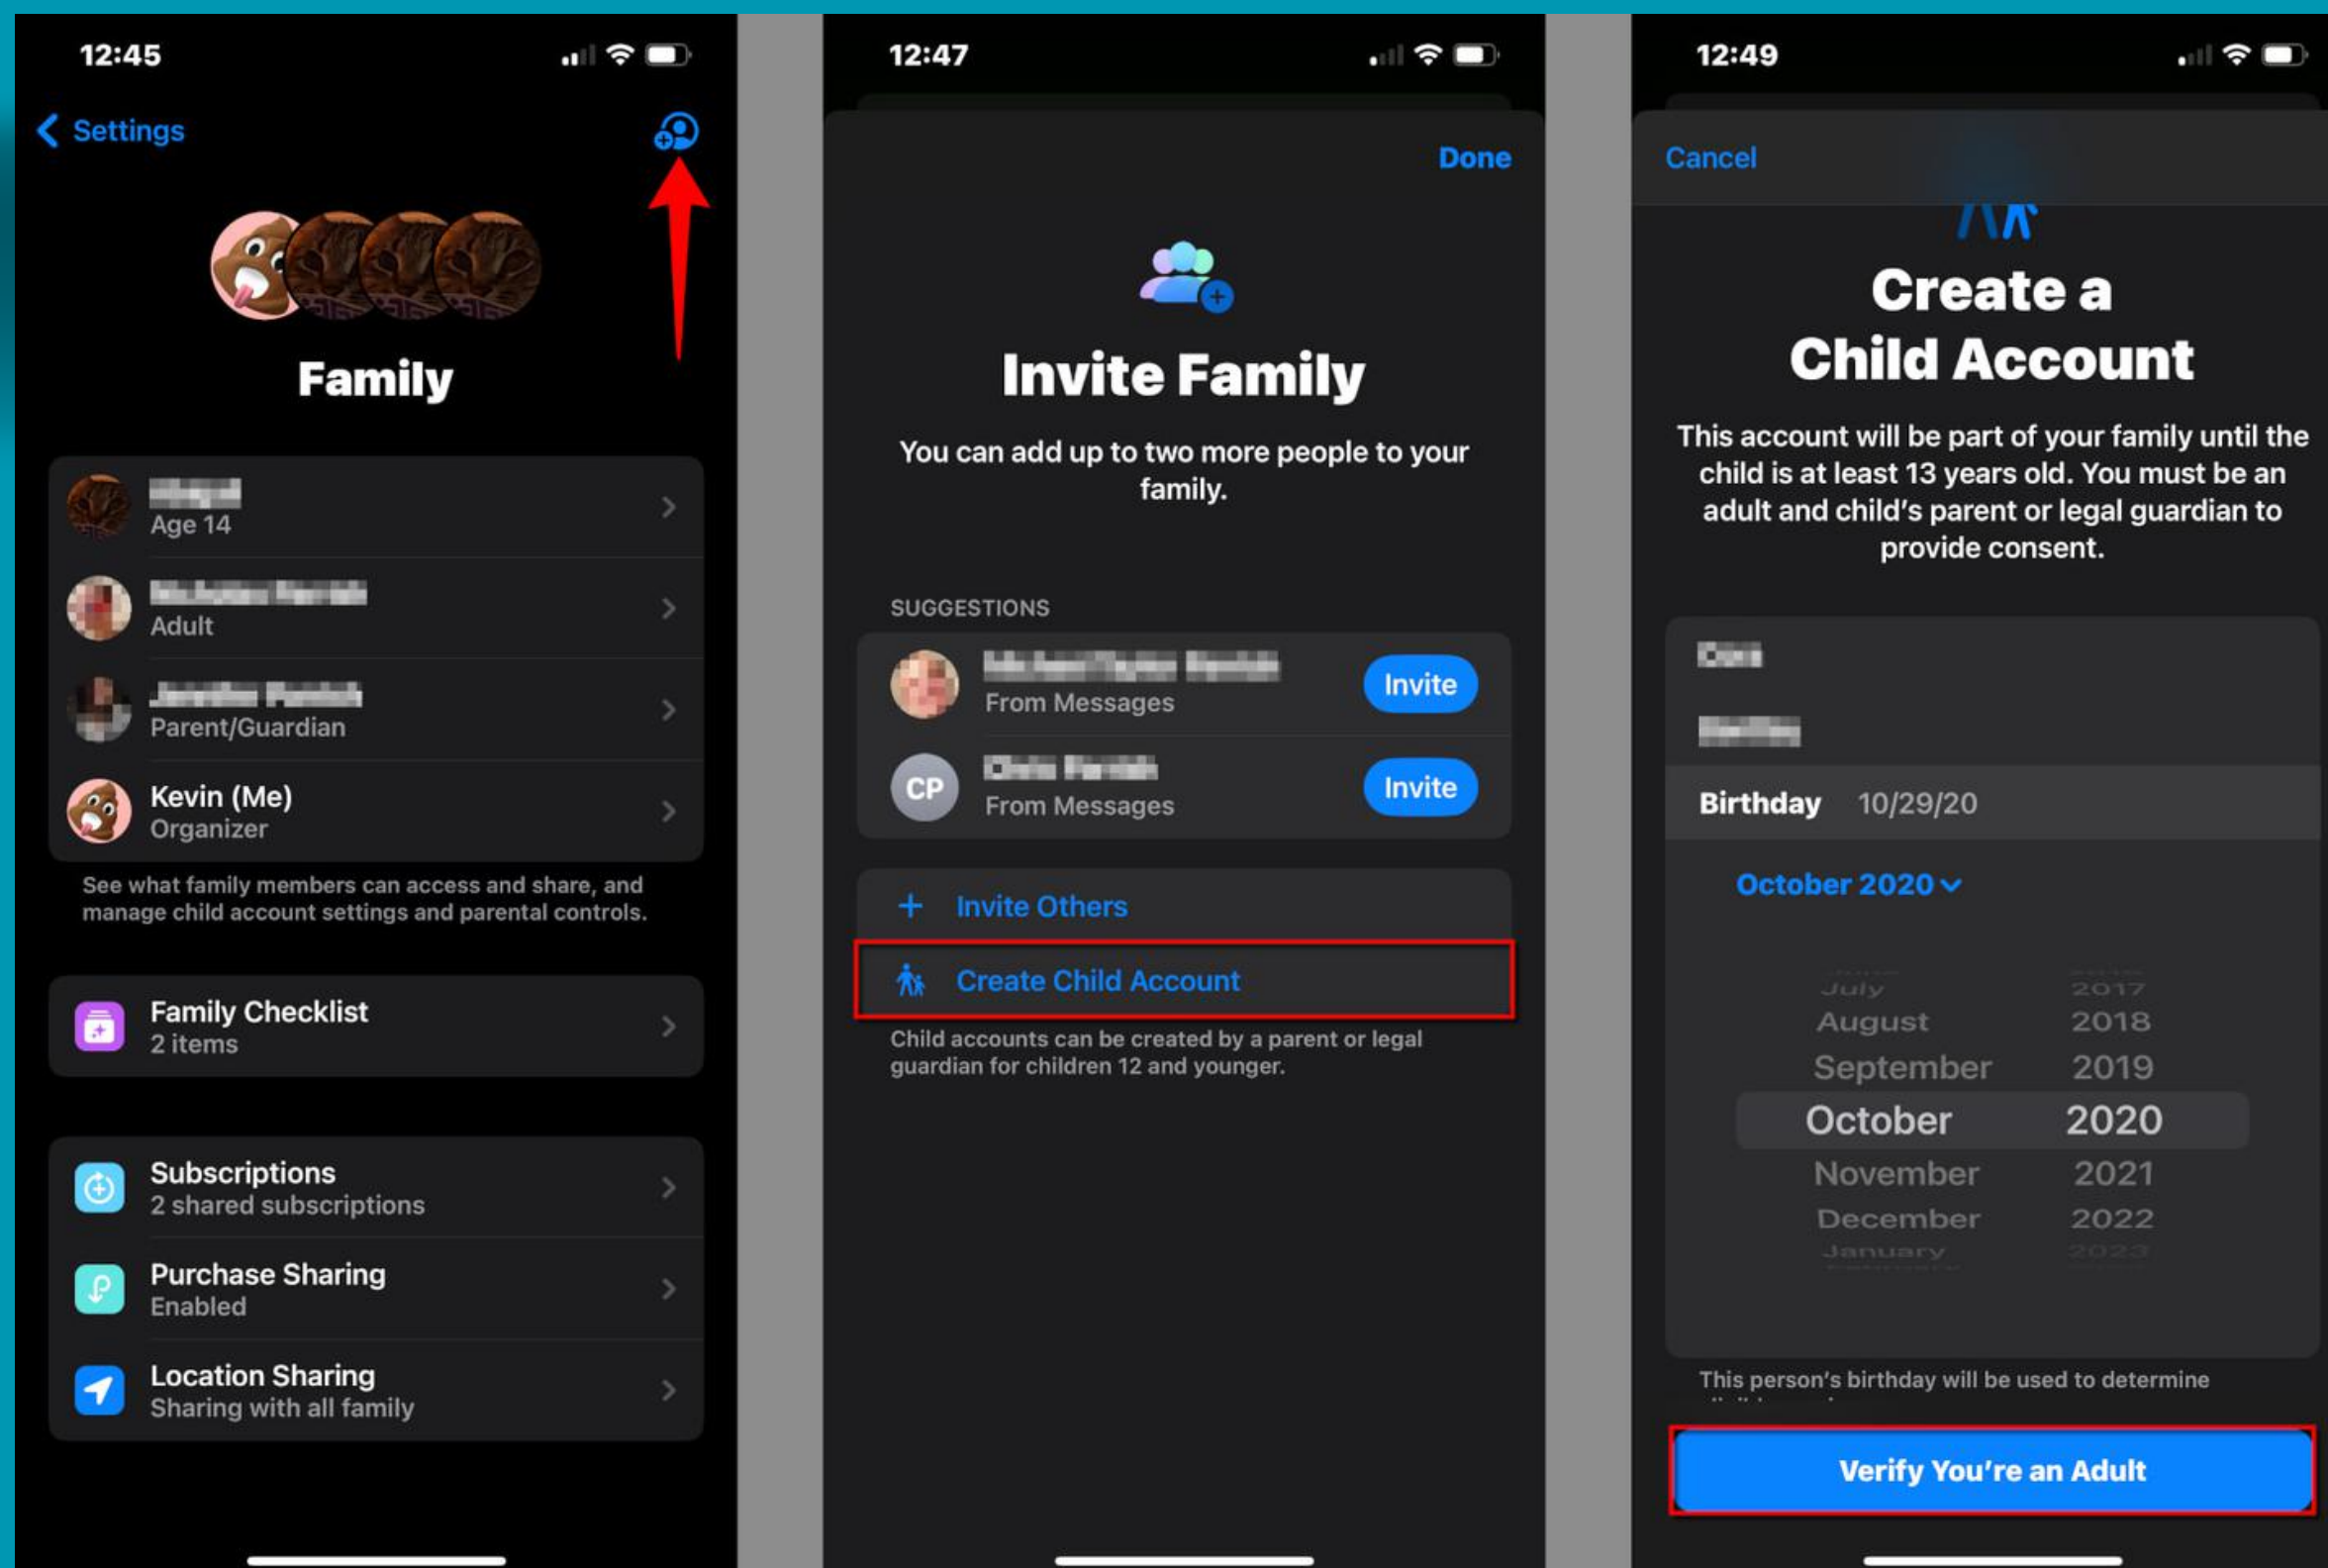 12:45
Settings
Family
Age 14
Adult
Parent/Guardian
Kevin (Me)
Organizer
See what family members can access and share, and
manage child account settings and parental controls.
Family Checklist
2 items
Subscriptions
2 shared subscriptions
Purchase Sharing
Enabled
Location Sharing
Sharing with all family
12:47
Done
Invite Family
You can add up to two more people to your
family.
SUGGESTIONS
Invite
From Messages
CP
Invite
From Messages
Invite Others
Create Child Account
Child accounts can be created by a parent or legal
guardian for children 12 and younger.
12:49
Cancel
Create a
Child Account
This account will be part of your family until the
child is at least 13 years old. You must be an
adult and child's parent or legal guardian to
provide consent.
Birthday 10/29/20
October 2020
July 2017
August 2018
September 2019
October 2020
November 2021
December 2022
January 2023
This person's birthday will be used to determine
Verify You're an Adult